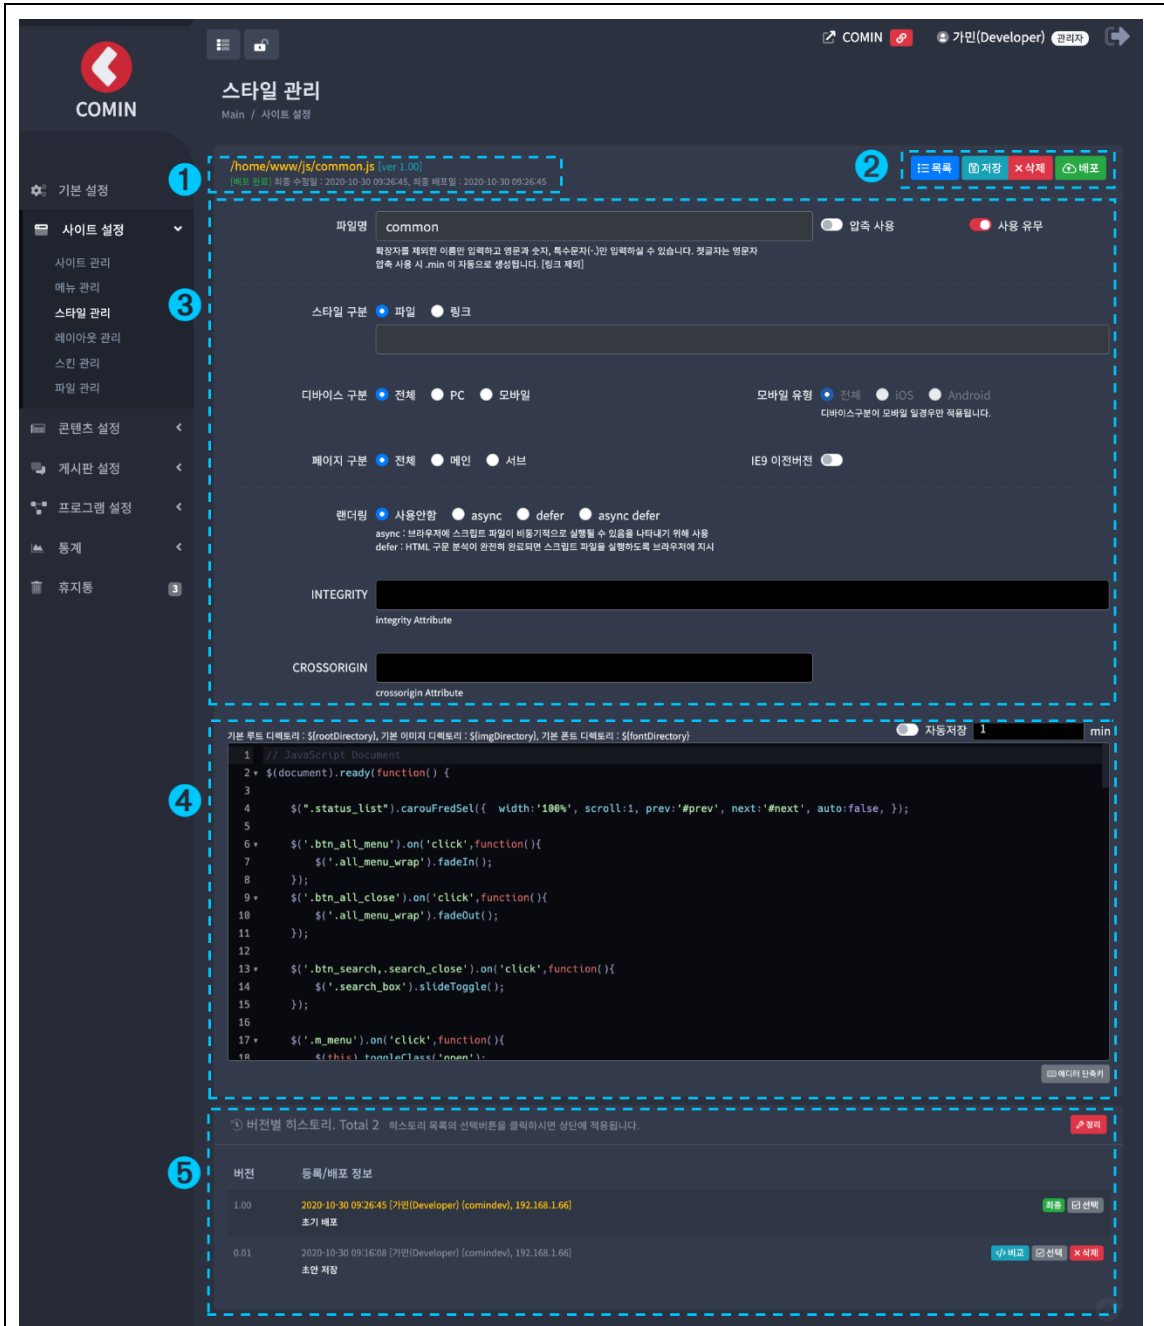 COMIN
가민(Developer) 관리자
COMIN
스타일 관리
Main / 사이트 설정
1
/home/www/js/common.js [ver 1.00]
[배포 완료] 최종 수정일 : 2020-10-30 09:26:45, 최종 배포일 : 2020-10-30 09:26:45
2
목록 저장 삭제 배포
기본 설정
사이트 설정
사이트 관리
메뉴 관리
스타일 관리
레이아웃 관리
스킨 관리
파일 관리
콘텐츠 설정
게시판 설정
프로그램 설정
통계
휴지통 3
3
파일명 common 압축 사용 사용 유무
확장자를 제외한 이름만 입력하고 영문과 숫자, 특수문자(-.)만 입력하실 수 있습니다. 첫글자는 영문자
압축 사용 시 .min 이 자동으로 생성됩니다. [링크 제외]
스타일 구분 파일 링크
디바이스 구분 전체 PC 모바일 모바일 유형 전체 iOS Android
디바이스구분이 모바일 일경우만 적용됩니다.
페이지 구분 전체 메인 서브 IE9 이전버전
랜더링 사용안함 async defer async defer
async : 브라우저에 스크립트 파일이 비동기적으로 실행될 수 있음을 나타내기 위해 사용
defer : HTML 구문 분석이 완전히 완료되면 스크립트 파일을 실행하도록 브라우저에 지시
INTEGRITY
integrity Attribute
CROSSORIGIN
crossorigin Attribute
4
기본 루트 디렉토리 : ${rootDirectory}, 기본 이미지 디렉토리 : ${imgDirectory}, 기본 폰트 디렉토리 : ${fontDirectory} 자동저장 1 min
1 // JavaScript Document
2 $(document).ready(function() {
3
4 $(".status_list").carouFredSel({ width:'100%', scroll:1, prev:'#prev', next:'#next', auto:false, });
5
6 $('.btn_all_menu').on('click',function(){
7 $('.all_menu_wrap').fadeIn();
8 });
9 $('.btn_all_close').on('click',function(){
10 $('.all_menu_wrap').fadeOut();
11 });
12
13 $('.btn_search,.search_close').on('click',function(){
14 $('.search_box').slideToggle();
15 });
16
17 $('.m_menu').on('click',function(){
18 $(this).toggleClass('open');
에디터 단축키
5
버전별 히스토리. Total 2 히스토리 목록의 선택버튼을 클릭하시면 상단에 적용됩니다. 정리
버전 등록/배포 정보
1.00 2020-10-30 09:26:45 [가민(Developer) (comindev), 192.168.1.66] 최종 선택
초기 배포
0.01 2020-10-30 09:16:08 [가민(Developer) (comindev), 192.168.1.66] 비교 선택 삭제
초안 저장